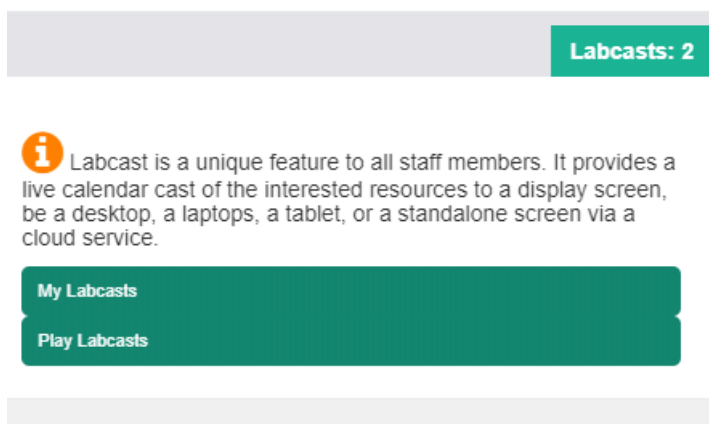 Labcasts: 2
Labcast is a unique feature to all staff members. It provides a
live calendar cast of the interested resources to a display screen,
be a desktop, a laptops, a tablet, or a standalone screen via a
cloud service.
My Labcasts
Play Labcasts